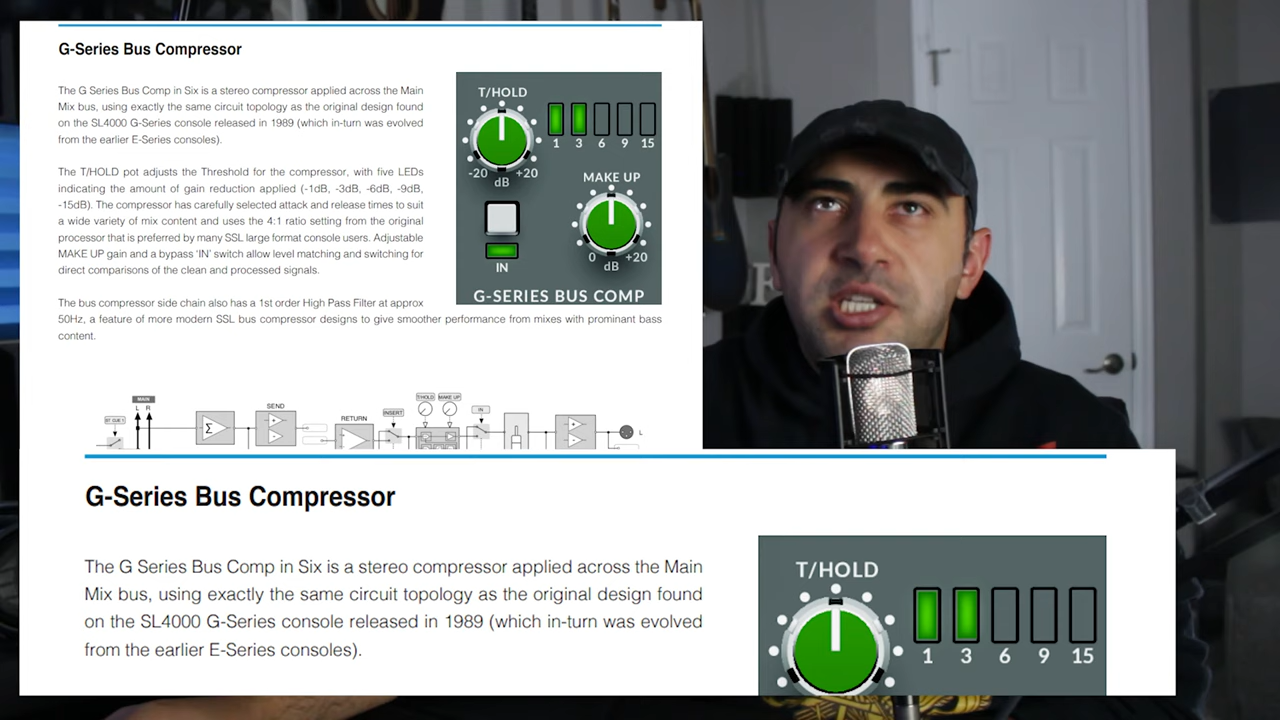 G-Series Bus Compressor
The G Series Bus Comp in Six is a stereo compressor applied across the Main
Mix bus, using exactly the same circuit topology as the original design found
on the SL4000 G-Series console released in 1989 (which in-turn was evolved
from the earlier E-Series consoles).
The T/HOLD pot adjusts the Threshold for the compressor, with five LEDs
indicating the amount of gain reduction applied (-1dB, -3dB, -6dB, -9dB,
-15dB). The compressor has carefully selected attack and release times to suit
a wide variety of mix content and uses the 4:1 ratio setting from the original
processor that is preferred by many SSL large format console users. Adjustable
MAKE UP gain and a bypass 'IN' switch allow level matching and switching for
direct comparisons of the clean and processed signals.
The bus compressor side chain also has a 1st order High Pass Filter at approx
50Hz, a feature of more modern SSL bus compressor designs to give smoother performance from mixes with prominant bass
content.
T/HOLD
1 3 6 9 15
-20 +20
dB
MAKE UP
0 +20
dB
IN
G-SERIES BUS COMP
MAIN
L R
ST CUE 1
SEND
RETURN
INSERT
T/HOLD MAKE UP
IN
Σ
L
G-Series Bus Compressor
The G Series Bus Comp in Six is a stereo compressor applied across the Main
Mix bus, using exactly the same circuit topology as the original design found
on the SL4000 G-Series console released in 1989 (which in-turn was evolved
from the earlier E-Series consoles).
T/HOLD
1 3 6 9 15